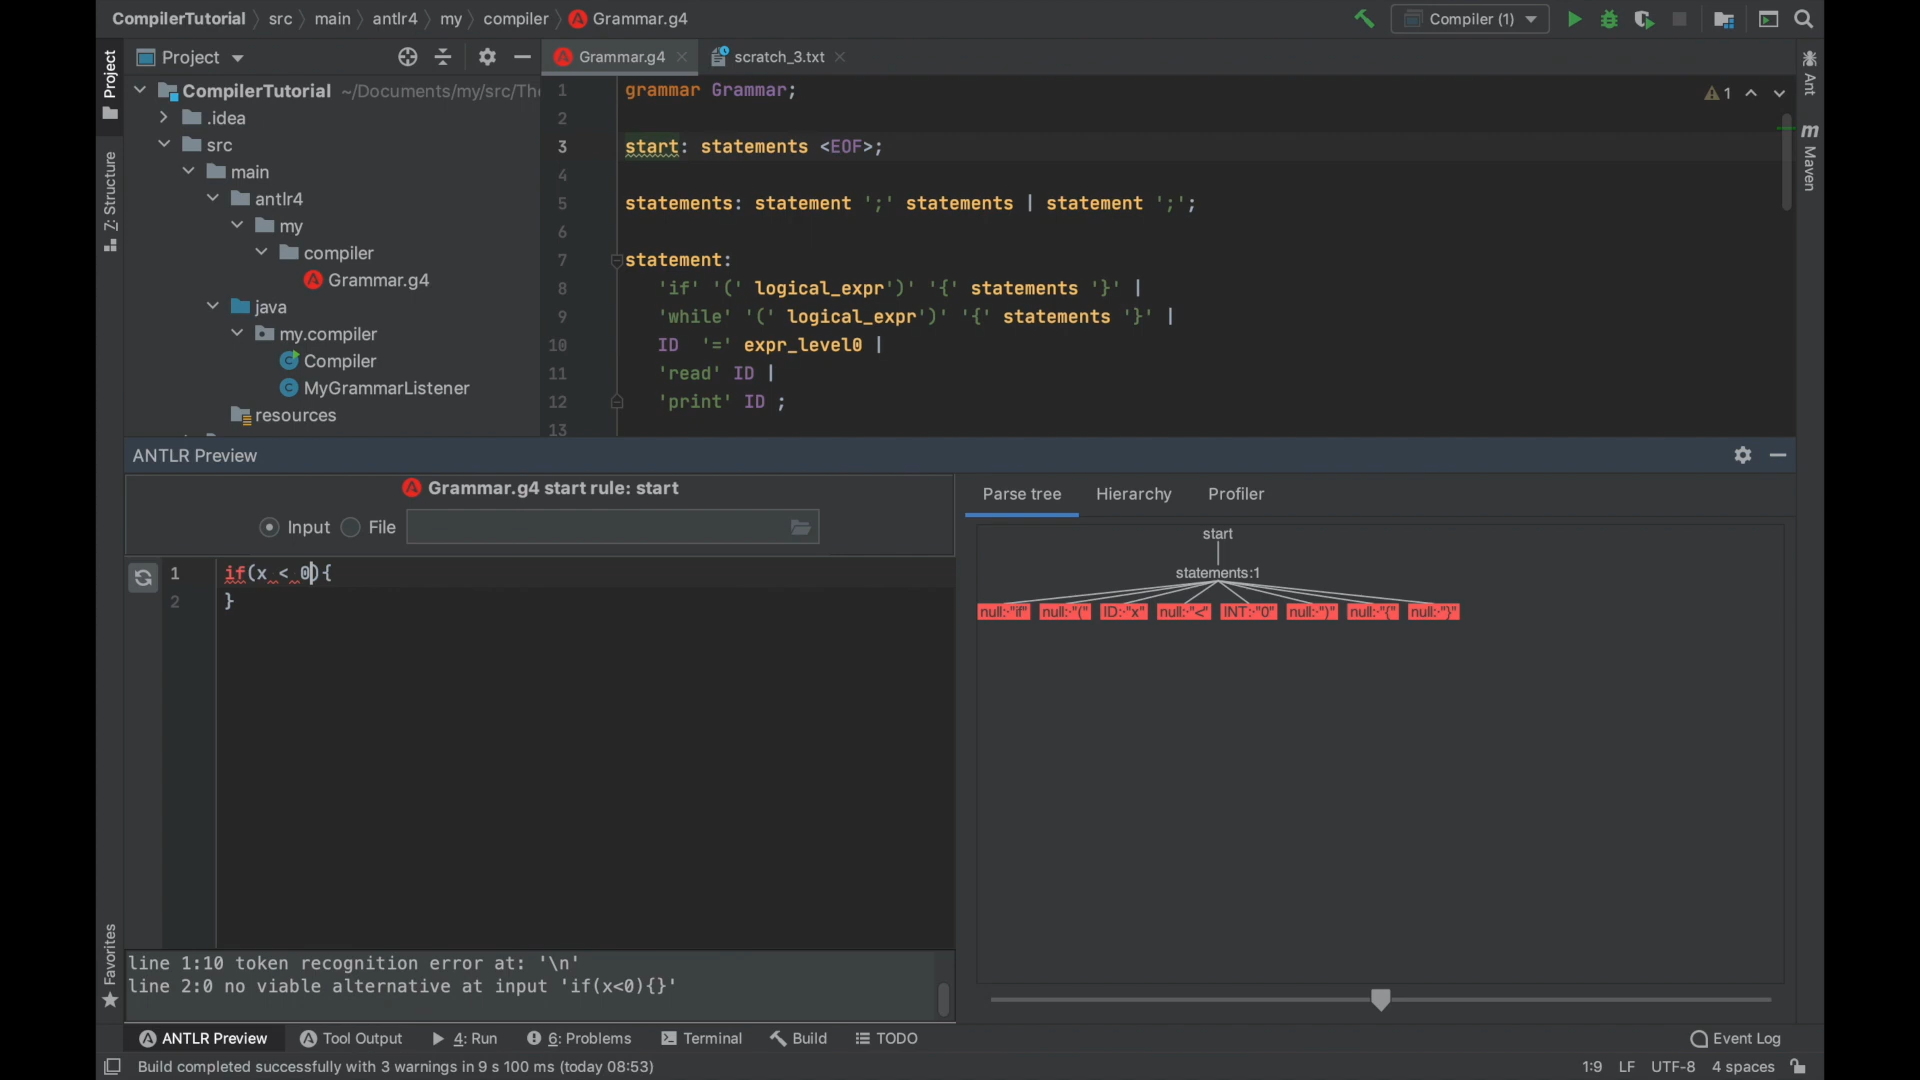 CompilerTutorial src main antlr4 my compiler Grammar.g4 Compiler (1)
Project
Grammar.g4
scratch_3.txt
Project
Z: Structure
Favorites
Ant
m Maven
CompilerTutorial ~/Documents/my/src/Th
.idea
src
main
antlr4
my
compiler
Grammar.g4
java
my.compiler
Compiler
MyGrammarListener
resources
1 grammar Grammar;
2
3 start: statements <EOF>;
4
5 statements: statement ';' statements | statement ';';
6
7 statement:
8 'if' '(' logical_expr')' '{' statements '}' |
9 'while' '(' logical_expr')' '{' statements '}' |
10 ID '=' expr_level0 |
11 'read' ID |
12 'print' ID ;
13
1
ANTLR Preview
Grammar.g4 start rule: start
Input File
1 if(x < 0){
2 }
line 1:10 token recognition error at: '\n'
line 2:0 no viable alternative at input 'if(x<0){}'
Parse tree Hierarchy Profiler
start
statements:1
null:·"if" null:·"(" ID:·"x" null:·"<" INT:·"0" null:·")" null:·"{" null:·"}"
ANTLR Preview Tool Output 4: Run 6: Problems Terminal Build TODO Event Log
Build completed successfully with 3 warnings in 9 s 100 ms (today 08:53) 1:9 LF UTF-8 4 spaces